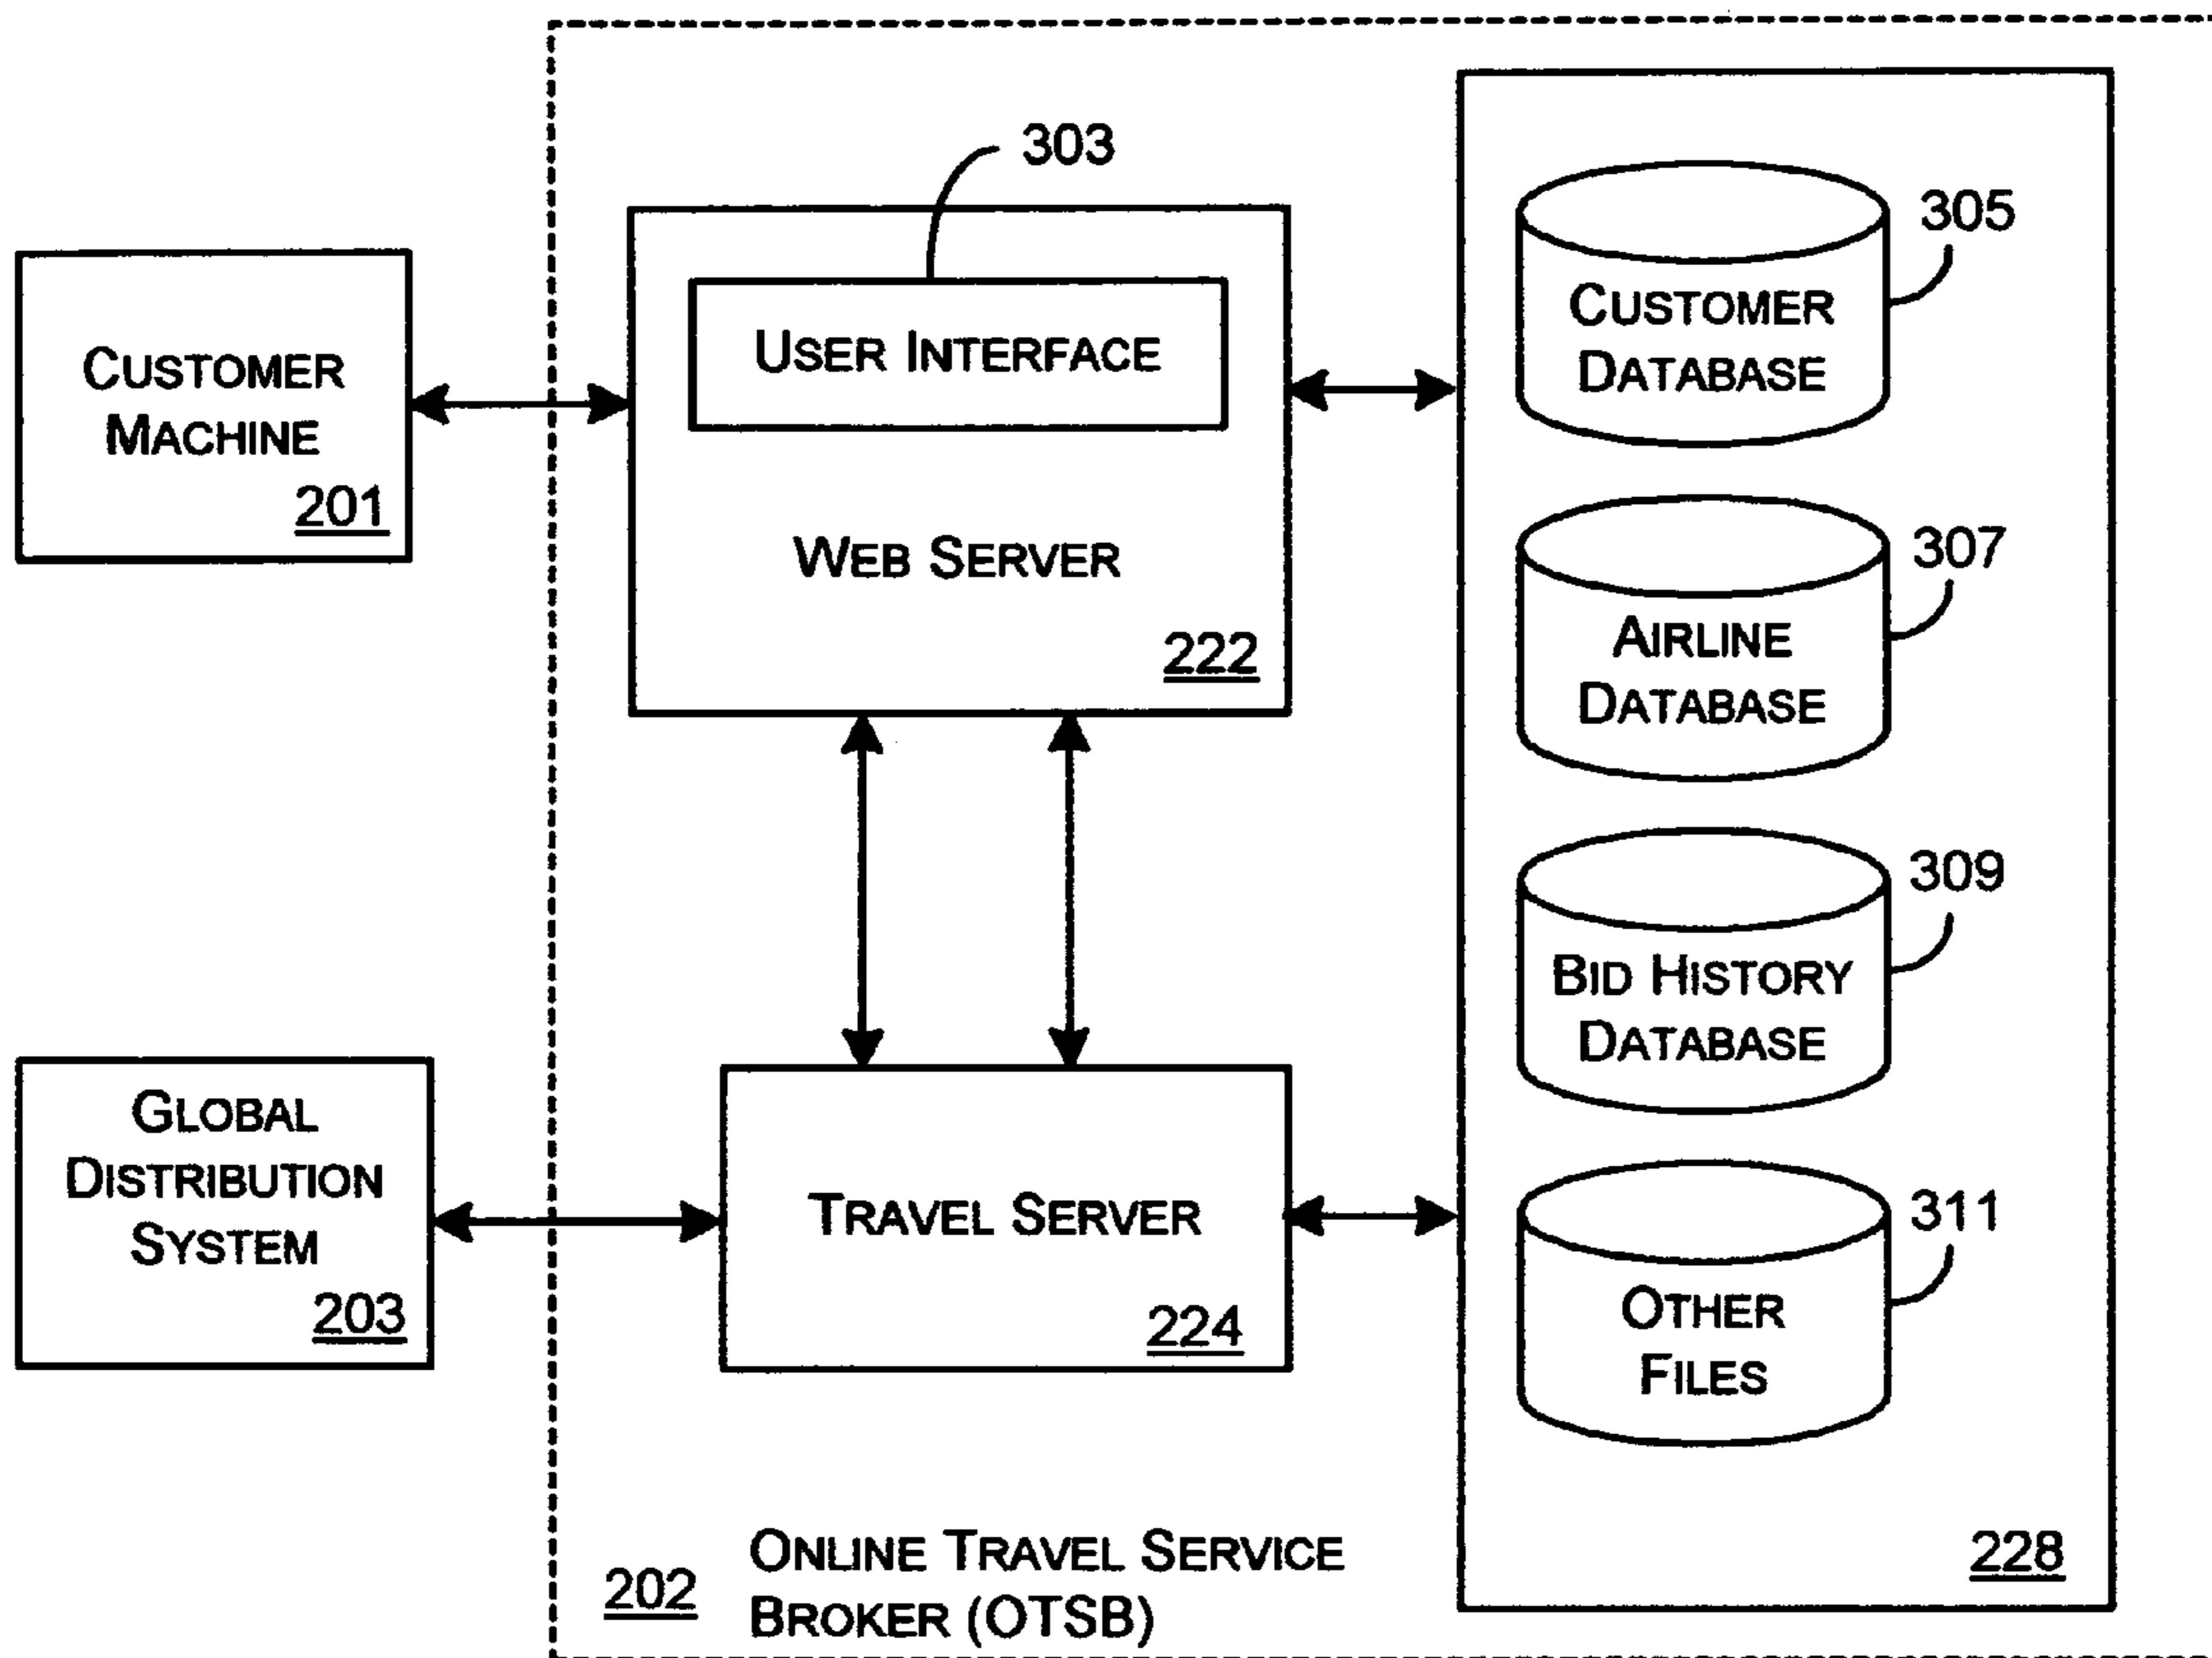 303
305
CUSTOMER
DATABASE
USER INTERFACE
CUSTOMER
MACHINE
201
WEB SERVER
222
307
AIRLINE
DATABASE
309
BID HISTORY
DATABASE
GLOBAL
DISTRIBUTION
SYSTEM
203
TRAVEL SERVER
224
311
OTHER
FILES
202
ONLINE TRAVEL SERVICE
BROKER (OTSB)
228